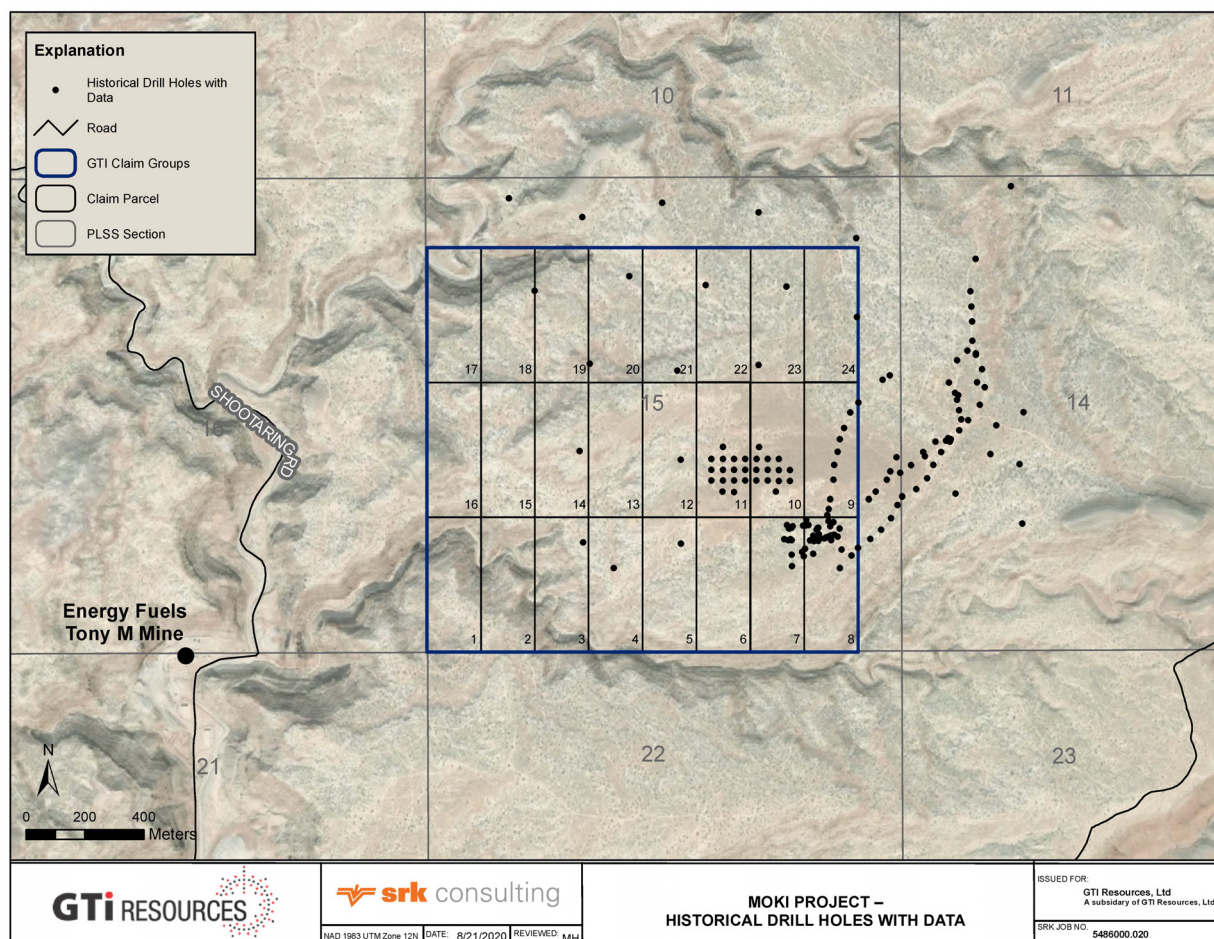 Explanation
Historical Drill Holes with
Data
Road
GTI Claim Groups
Claim Parcel
PLSS Section
10
11
17
18
19
20
21
22
23
24
15
14
SHOOTARING RD
16
16
15
14
13
12
11
10
9
Energy Fuels
Tony M Mine
1
2
3
4
5
6
7
8
21
22
23
N
0 200 400
Meters
GTi RESOURCES
srk consulting
NAD 1983 UTM Zone 12N
DATE: 8/21/2020
REVIEWED: MH
MOKI PROJECT –
HISTORICAL DRILL HOLES WITH DATA
ISSUED FOR:
GTI Resources, Ltd
A subsidary of GTI Resources, Ltd
SRK JOB NO.
5486000.020